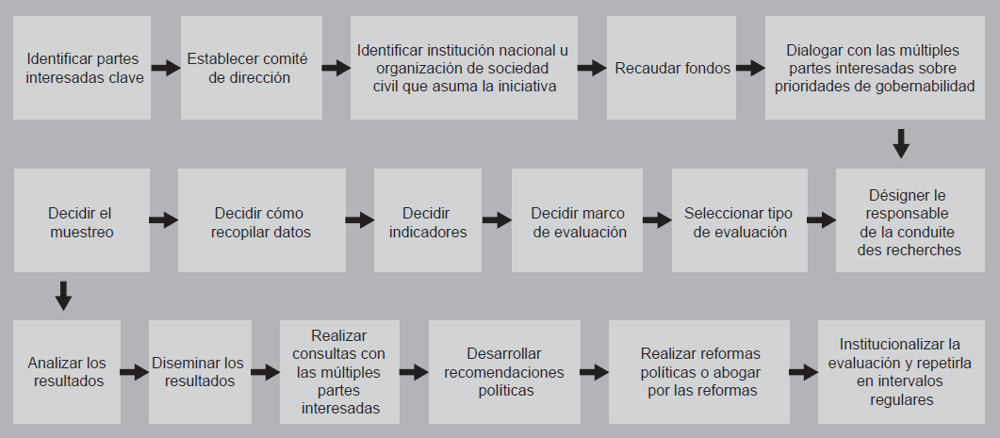 Identificar partes
interesadas clave
Establecer comité
de dirección
Identificar institución nacional u
organización de sociedad
civil que asuma la iniciativa
Recaudar fondos
Dialogar con las múltiples
partes interesadas sobre
prioridades de gobernabilidad
Decidir el
muestreo
Decidir cómo
recopilar datos
Decidir
indicadores
Decidir marco
de evaluación
Seleccionar tipo
de evaluación
Désigner le
responsable
de la conduite
des recherches
Analizar los
resultados
Diseminar los
resultados
Realizar
consultas con
las múltiples
partes
interesadas
Desarrollar
recomendaciones
políticas
Realizar reformas
políticas o abogar
por las reformas
Institucionalizar la
evaluación y repetirla
en intervalos
regulares